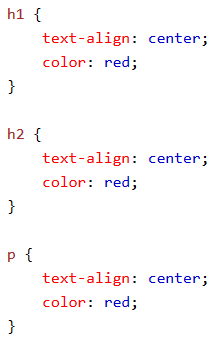 h1 {
    text-align: center;
    color: red;
}

h2 {
    text-align: center;
    color: red;
}

p {
    text-align: center;
    color: red;
}